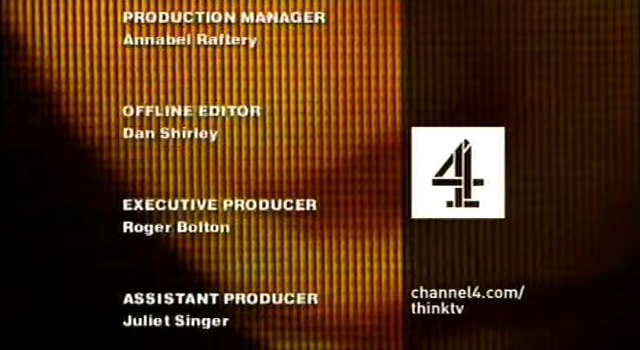 PRODUCTION MANAGER
Annabel Raftery
OFFLINE EDITOR
Dan Shirley
EXECUTIVE PRODUCER
Roger Bolton
ASSISTANT PRODUCER
Juliet Singer
4
channel4.com/
thinktv